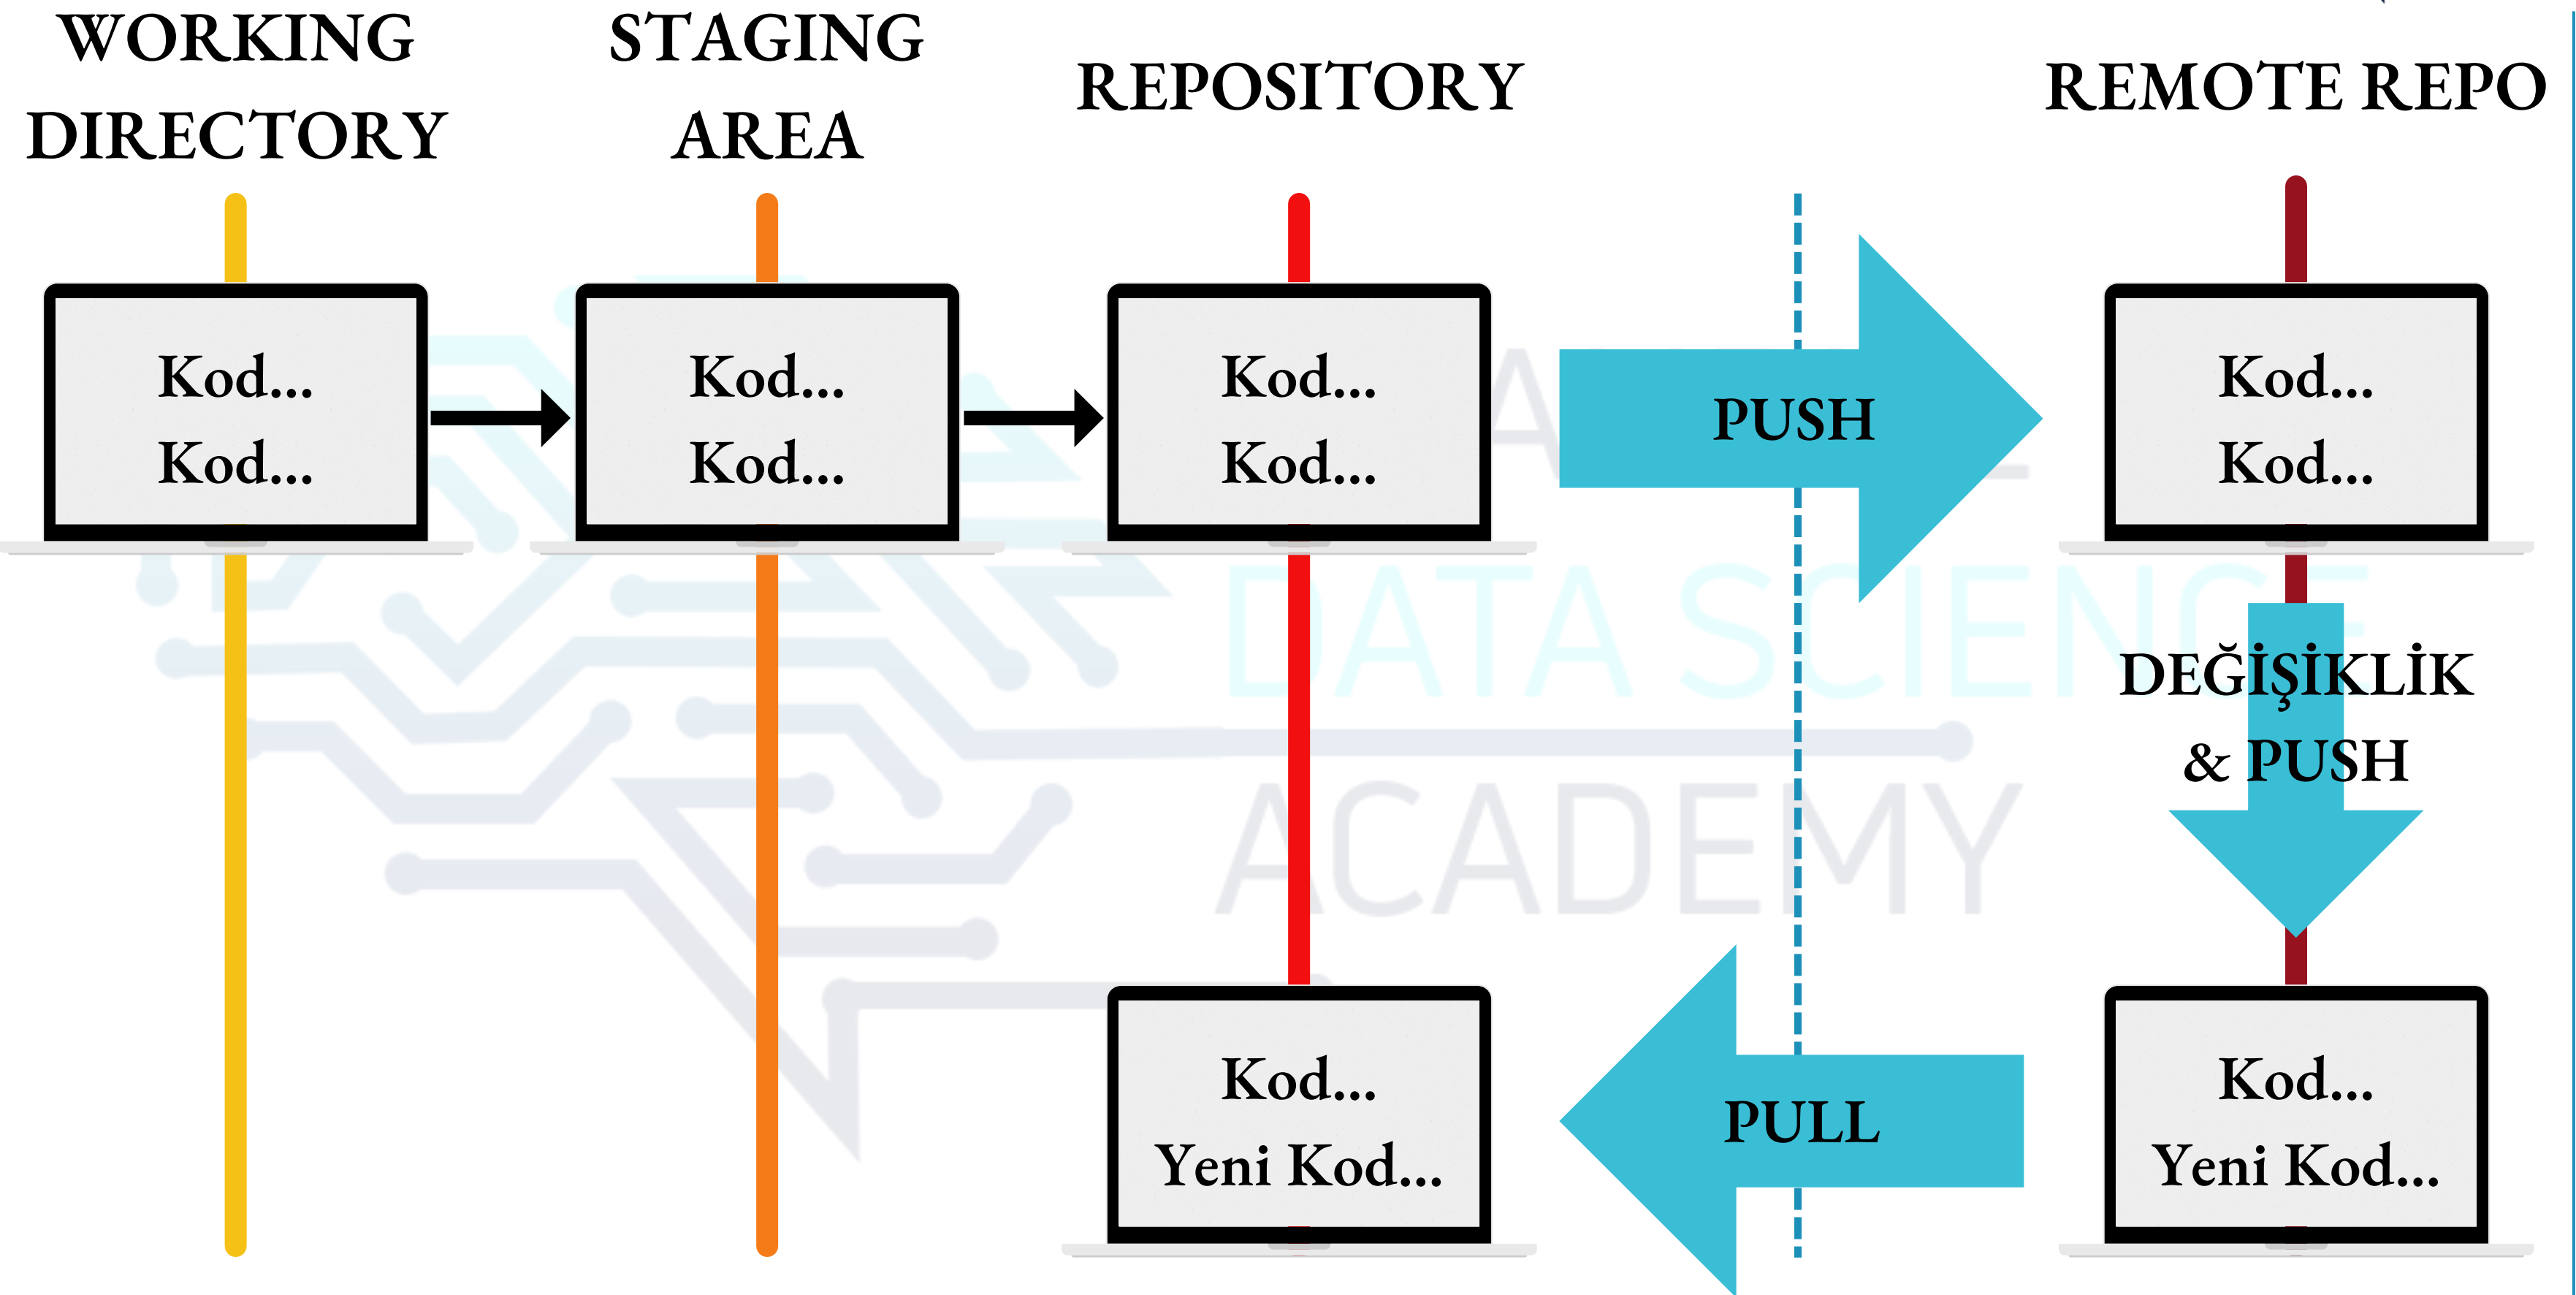 WORKING
DIRECTORY
STAGING
AREA
REPOSITORY
REMOTE REPO
Kod...
Kod...
Kod...
Kod...
Kod...
Kod...
PUSH
Kod...
Kod...
DATA SCIENCE
DEĞİŞİKLİK
& PUSH
ACADEMY
Kod...
Yeni Kod...
PULL
Kod...
Yeni Kod...